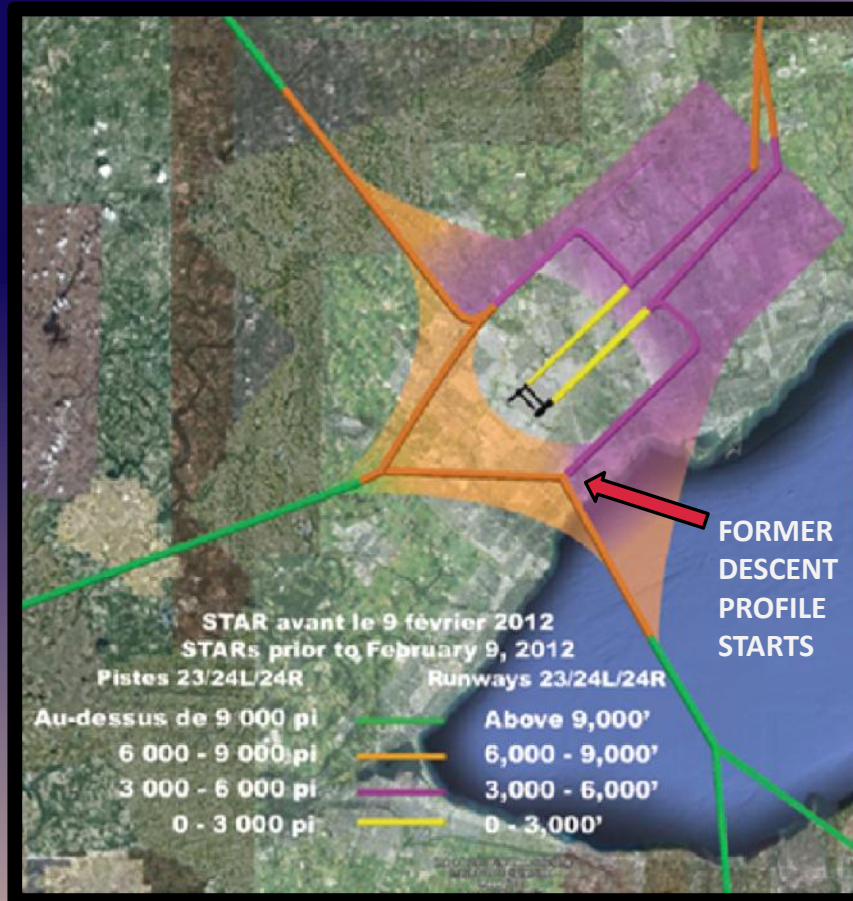 FORMER
DESCENT
PROFILE
STARTS
STAR avant le 9 février 2012
STARs prior to February 9, 2012
Pistes 23/24L/24R Runways 23/24L/24R
Au-dessus de 9 000 pi Above 9,000’
6 000 - 9 000 pi 6,000 - 9,000’
3 000 - 6 000 pi 3,000 - 6,000’
0 - 3 000 pi 0 - 3,000’